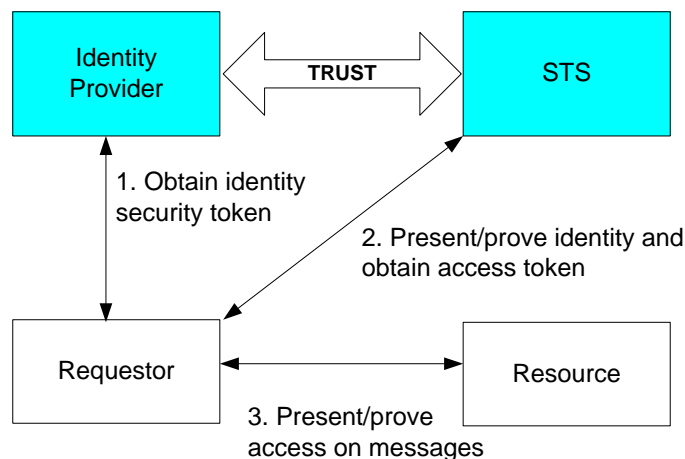 Identity
Provider
TRUST
STS
1. Obtain identity
security token
2. Present/prove identity and
obtain access token
Requestor
Resource
3. Present/prove
access on messages